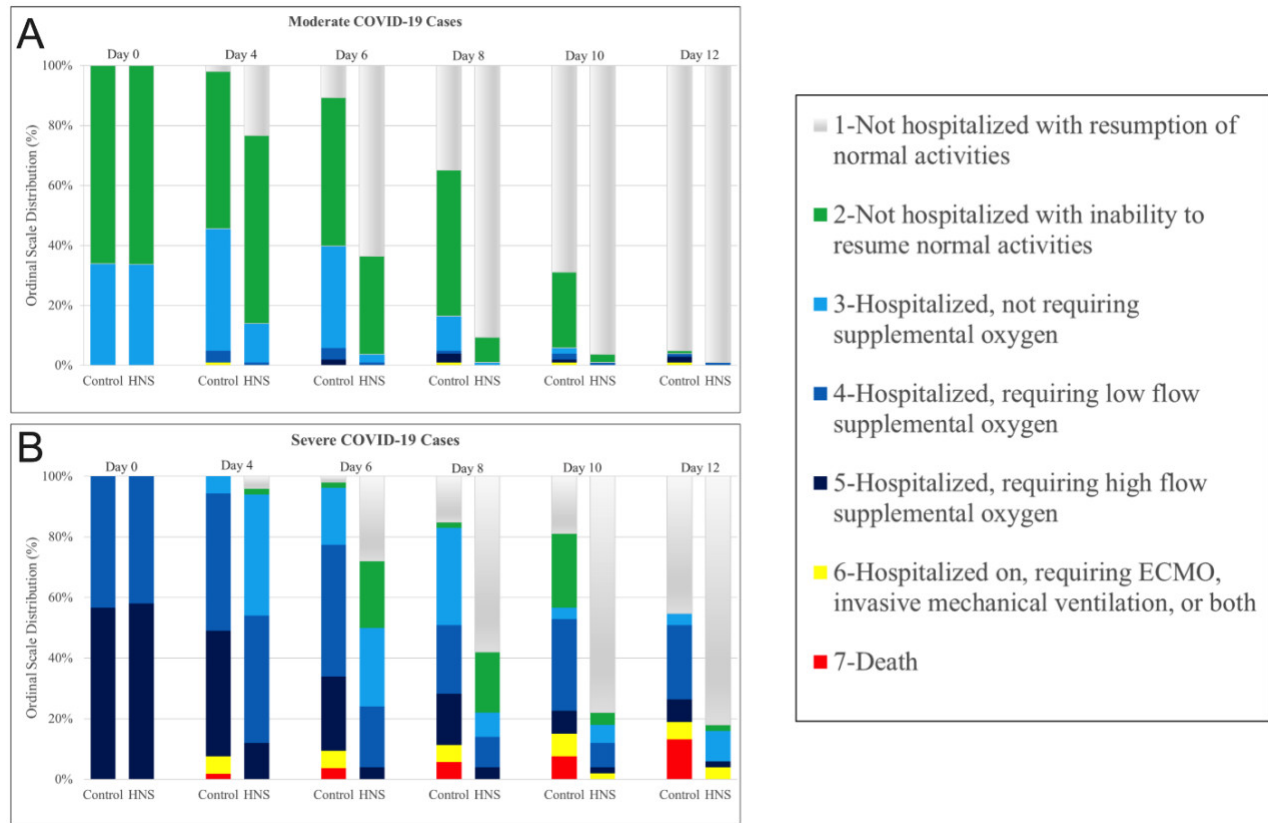 A
Moderate COVID-19 Cases
Day 0 Day 4 Day 6 Day 8 Day 10 Day 12
100%
80%
60%
40%
20%
0%
Ordinal Scale Distribution (%)
Control HNS Control HNS Control HNS Control HNS Control HNS Control HNS
B
Severe COVID-19 Cases
Day 0 Day 4 Day 6 Day 8 Day 10 Day 12
100%
80%
60%
40%
20%
0%
Ordinal Scale Distribution (%)
Control HNS Control HNS Control HNS Control HNS Control HNS Control HNS
1-Not hospitalized with resumption of
normal activities
2-Not hospitalized with inability to
resume normal activities
3-Hospitalized, not requiring
supplemental oxygen
4-Hospitalized, requiring low flow
supplemental oxygen
5-Hospitalized, requiring high flow
supplemental oxygen
6-Hospitalized on, requiring ECMO,
invasive mechanical ventilation, or both
7-Death